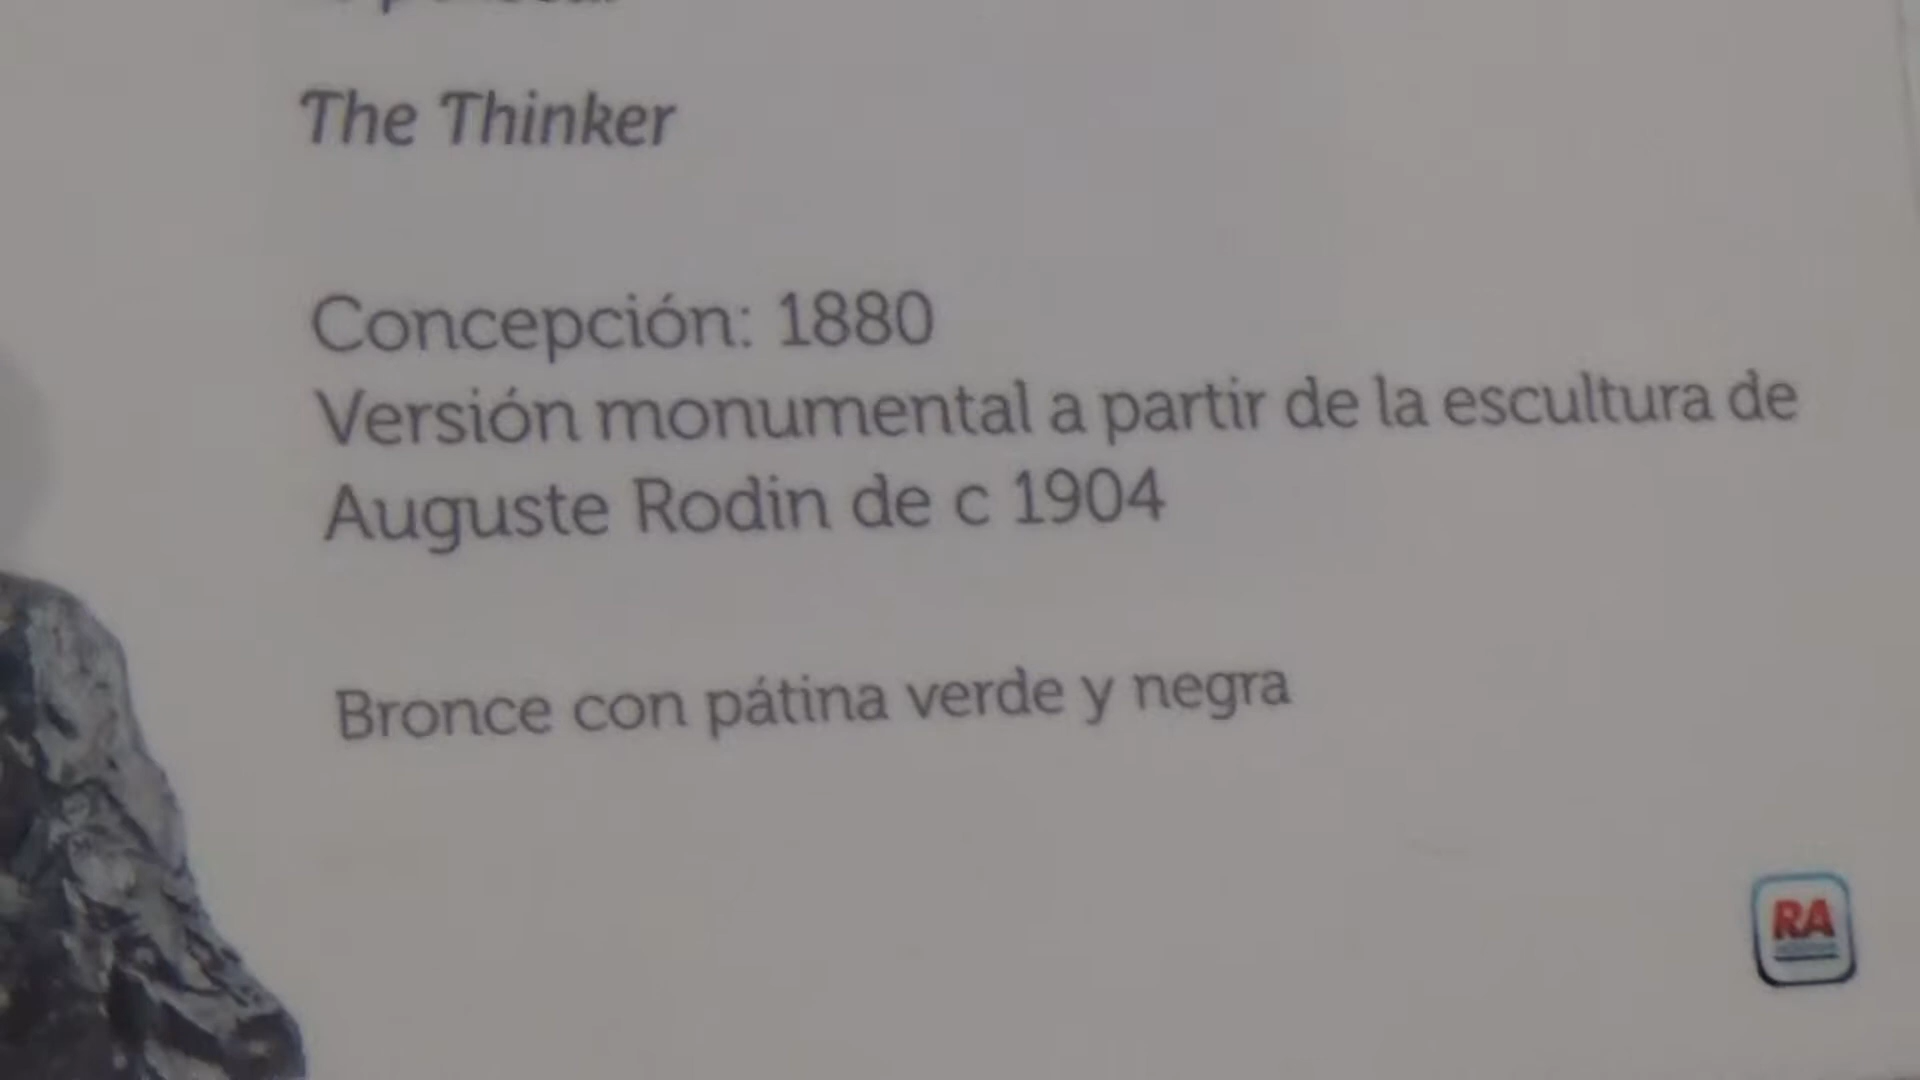 The Thinker
Concepción: 1880
Versión monumental a partir de la escultura de
Auguste Rodin de c 1904
Bronce con pátina verde y negra
RA